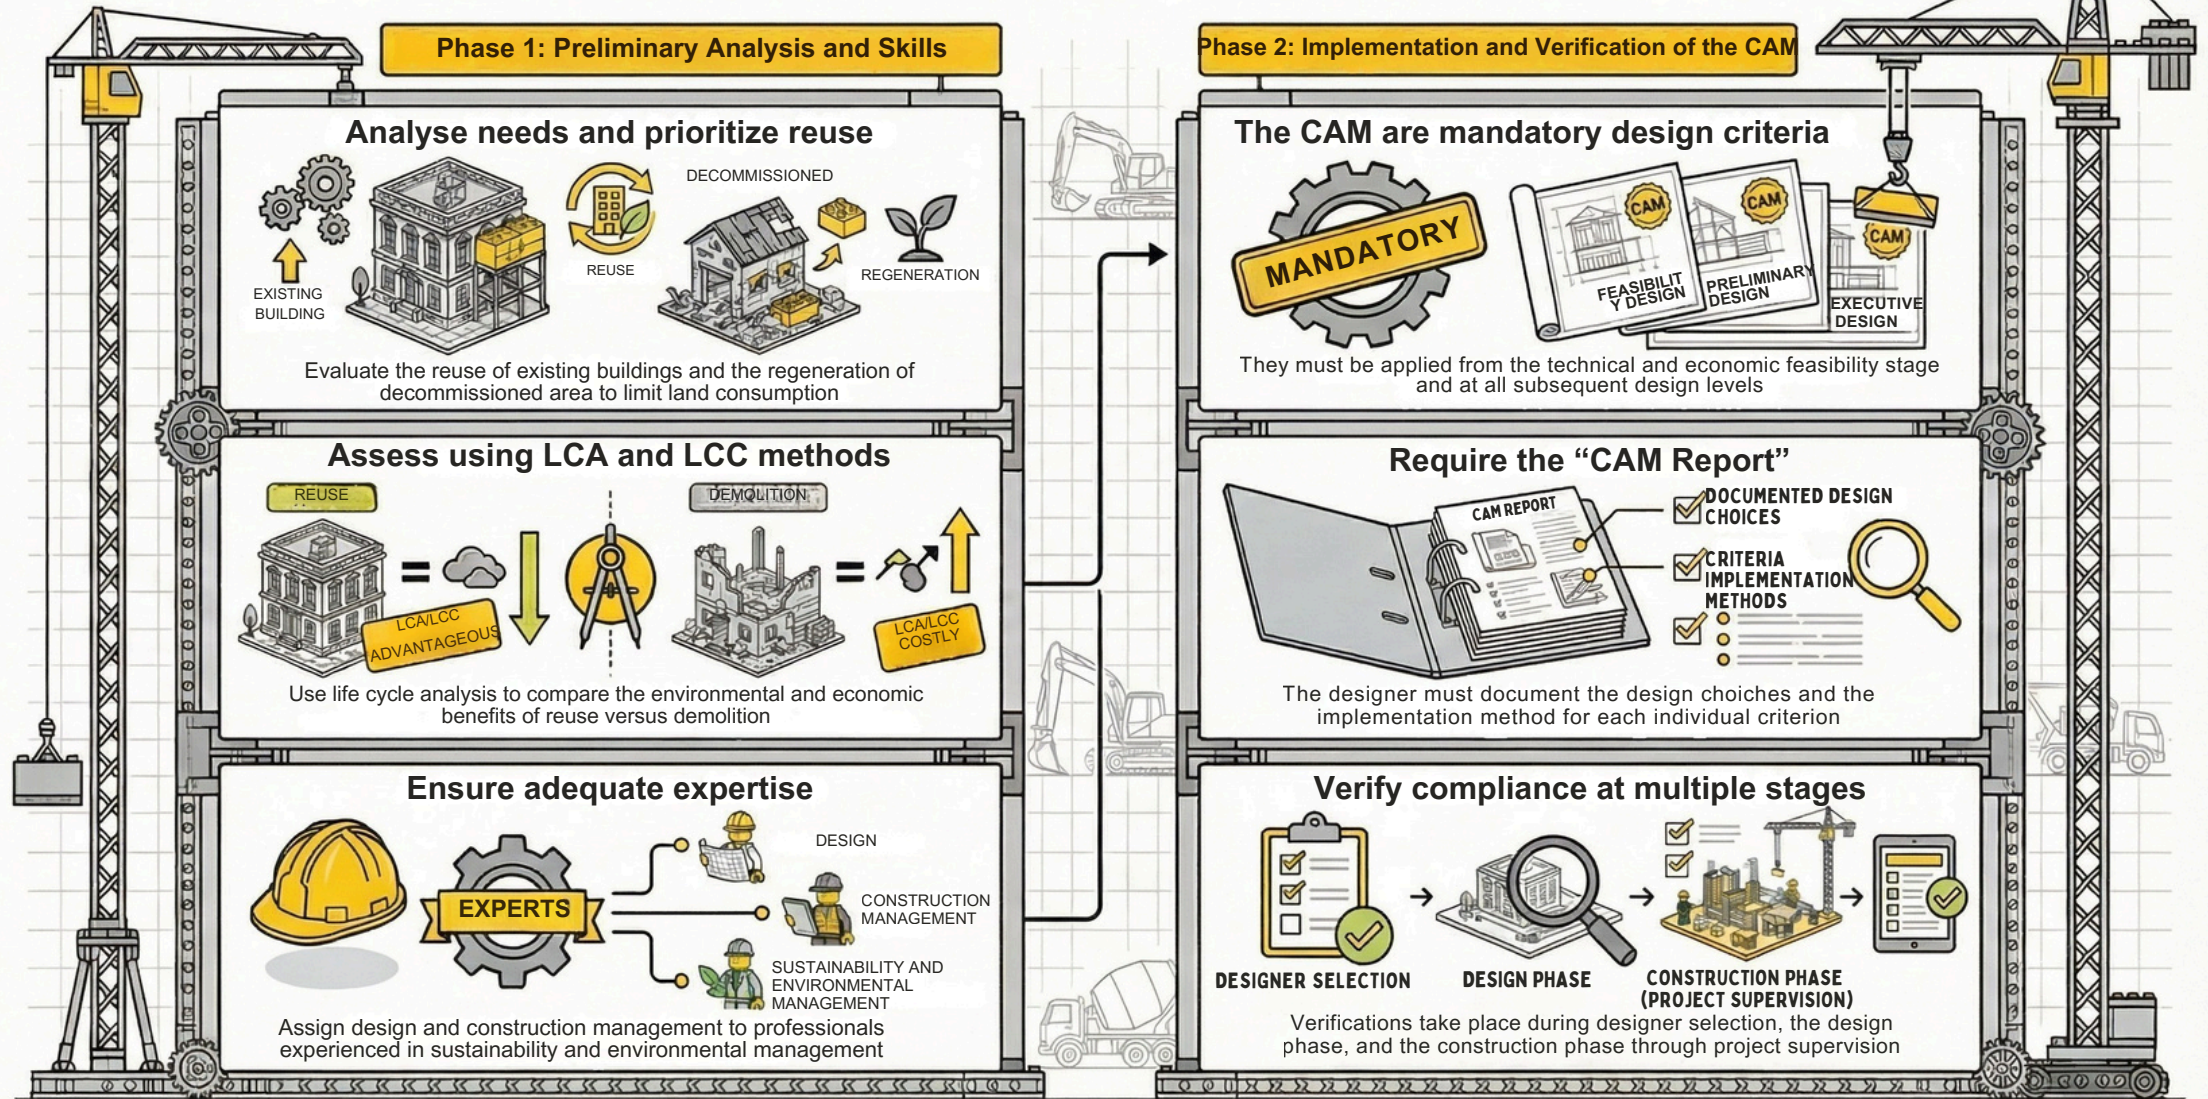 Phase 1: Preliminary Analysis and Skills
Analyse needs and prioritize reuse
EXISTING
BUILDING
REUSE
DECOMMISSIONED
REGENERATION
Evaluate the reuse of existing buildings and the regeneration of
decommissioned area to limit land consumption
Assess using LCA and LCC methods
REUSE
LCA/LCC
ADVANTAGEOUS
DEMOLITION
LCA/LCC
COSTLY
Use life cycle analysis to compare the environmental and economic
benefits of reuse versus demolition
Ensure adequate expertise
EXPERTS
DESIGN
CONSTRUCTION
MANAGEMENT
SUSTAINABILITY AND
ENVIRONMENTAL
MANAGEMENT
Assign design and construction management to professionals
experienced in sustainability and environmental management
Phase 2: Implementation and Verification of the CAM
The CAM are mandatory design criteria
MANDATORY
CAM
FEASIBILIT
Y DESIGN
CAM
PRELIMINARY
DESIGN
CAM
EXECUTIVE
DESIGN
They must be applied from the technical and economic feasibility stage
and at all subsequent design levels
Require the “CAM Report”
CAM REPORT
DOCUMENTED DESIGN
CHOICES
CRITERIA
IMPLEMENTATION
METHODS
The designer must document the design choiches and the
implementation method for each individual criterion
Verify compliance at multiple stages
DESIGNER SELECTION
DESIGN PHASE
CONSTRUCTION PHASE
(PROJECT SUPERVISION)
Verifications take place during designer selection, the design
phase, and the construction phase through project supervision